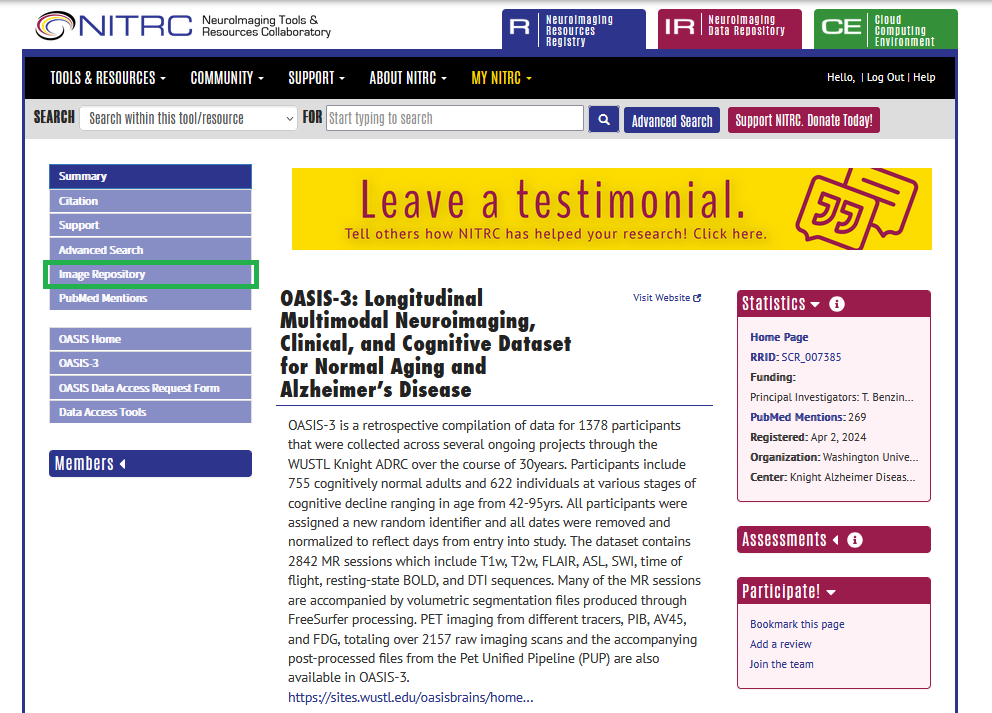 NITRC
NeuroImaging Tools &
Resources Collaboratory
R
NeuroImaging
Resources
Registry
IR
NeuroImaging
Data Repository
CE
Cloud
Computing
Environment
TOOLS & RESOURCES
COMMUNITY
SUPPORT
ABOUT NITRC
MY NITRC
Hello, | Log Out | Help
SEARCH
Search within this tool/resource
FOR
Start typing to search
Advanced Search
Support NITRC. Donate Today!
Summary
Citation
Support
Advanced Search
Image Repository
PubMed Mentions
OASIS Home
OASIS-3
OASIS Data Access Request Form
Data Access Tools
Members
Leave a testimonial.
Tell others how NITRC has helped your research! Click here.
OASIS-3: Longitudinal
Multimodal Neuroimaging,
Clinical, and Cognitive Dataset
for Normal Aging and
Alzheimer's Disease
Visit Website
OASIS-3 is a retrospective compilation of data for 1378 participants
that were collected across several ongoing projects through the
WUSTL Knight ADRC over the course of 30years. Participants include
755 cognitively normal adults and 622 individuals at various stages of
cognitive decline ranging in age from 42-95yrs. All participants were
assigned a new random identifier and all dates were removed and
normalized to reflect days from entry into study. The dataset contains
2842 MR sessions which include T1w, T2w, FLAIR, ASL, SWI, time of
flight, resting-state BOLD, and DTI sequences. Many of the MR sessions
are accompanied by volumetric segmentation files produced through
FreeSurfer processing. PET imaging from different tracers, PIB, AV45,
and FDG, totaling over 2157 raw imaging scans and the accompanying
post-processed files from the Pet Unified Pipeline (PUP) are also
available in OASIS-3.
https://sites.wustl.edu/oasisbrains/home...
Statistics
Home Page
RRID: SCR_007385
Funding:
Principal Investigators: T. Benzin...
PubMed Mentions: 269
Registered: Apr 2, 2024
Organization: Washington Unive...
Center: Knight Alzheimer Diseas...
Assessments
Participate!
Bookmark this page
Add a review
Join the team